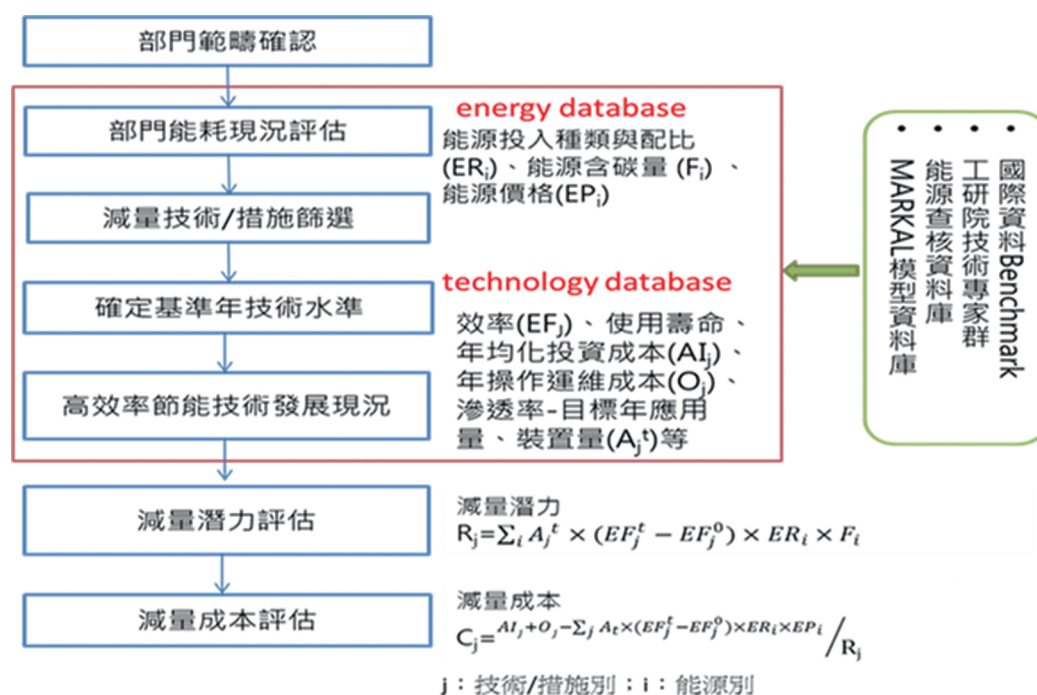 部門範疇確認
部門能耗現況評估
減量技術/措施篩選
確定基準年技術水準
高效率節能技術發展現況
減量潛力評估
減量成本評估
energy database
能源投入種類與配比
(ERᵢ)、能源含碳量 (Fᵢ) 、
能源價格(EPᵢ)
technology database
效率(EFⱼ)、使用壽命、
年均化投資成本(AIⱼ)、
年操作運維成本(Oⱼ)、
滲透率-目標年應用
量、裝置量(Aⱼᵗ)等
• 國際資料Benchmark
• 工研院技術專家群
• 能源查核資料庫
• MARKAL模型資料庫
減量潛力
Rⱼ=∑ᵢ Aⱼᵗ × (EFⱼᵗ − EFⱼ⁰) × ERᵢ × Fᵢ
減量成本
Cⱼ=AIⱼ+Oⱼ−∑ⱼ Aₜ×(EFⱼᵗ−EFⱼ⁰)×ERᵢ×EPᵢ/Rⱼ
j：技術/措施別；i：能源別